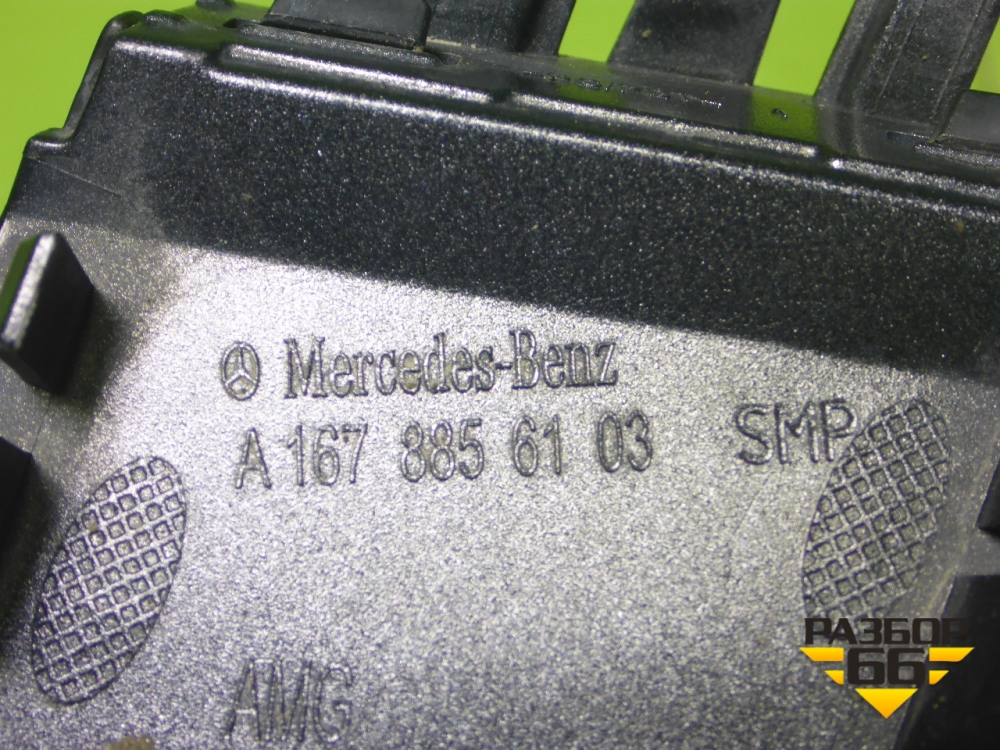 Mercedes-Benz
A 167 885 61 03
SMP
AMG
РАЗБОР
66